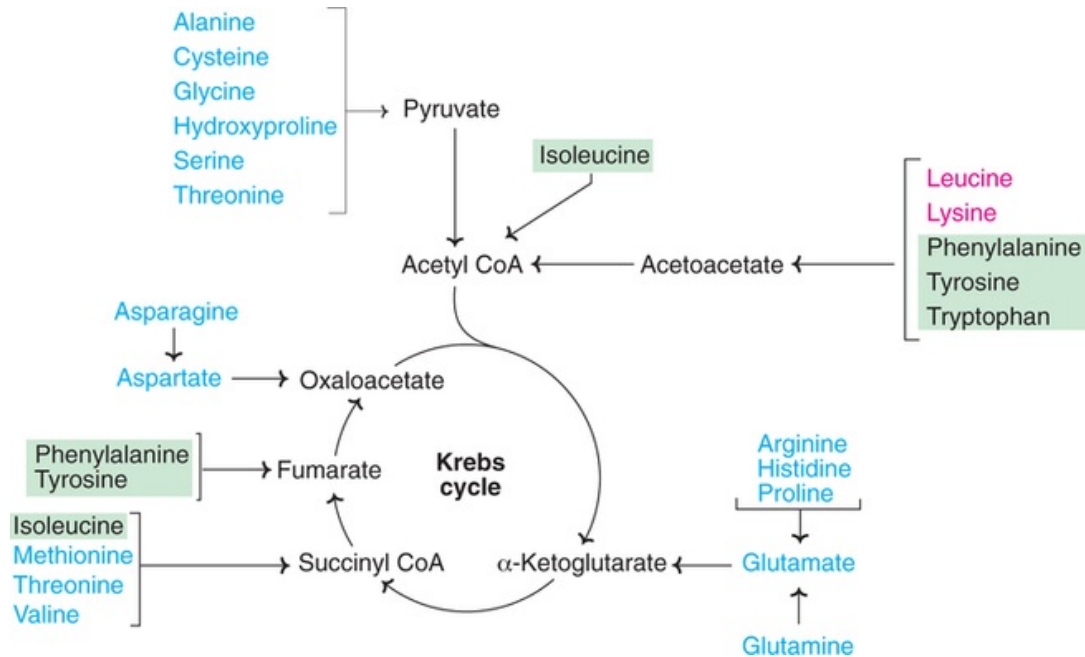 Alanine
Cysteine
Glycine
Hydroxyproline
Serine
Threonine
Pyruvate
Isoleucine
Leucine
Lysine
Phenylalanine
Tyrosine
Tryptophan
Acetyl CoA
Acetoacetate
Asparagine
Aspartate
Oxaloacetate
Phenylalanine
Tyrosine
Fumarate
Krebs
cycle
Arginine
Histidine
Proline
Isoleucine
Methionine
Threonine
Valine
Succinyl CoA
α-Ketoglutarate
Glutamate
Glutamine